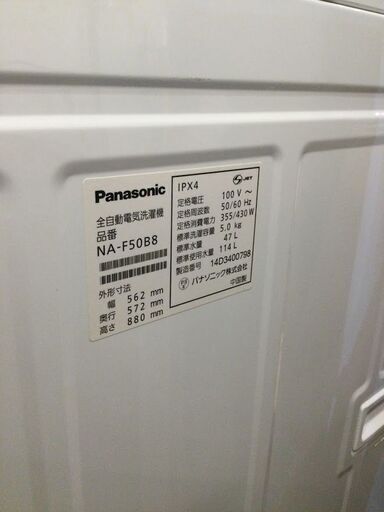 Panasonic
全自動電気洗濯機
品番
NA-F50B8
外形寸法
幅 562 mm
奥行 572 mm
高さ 880 mm
IPX4
JET
定格電圧 100 V ～
定格周波数 50/60 Hz
定格消費電力 355/430 W
標準洗濯容量 5.0 kg
標準水量 47 L
標準使用水量 114 L
製造番号 14D3400798
パナソニック株式会社
中国製